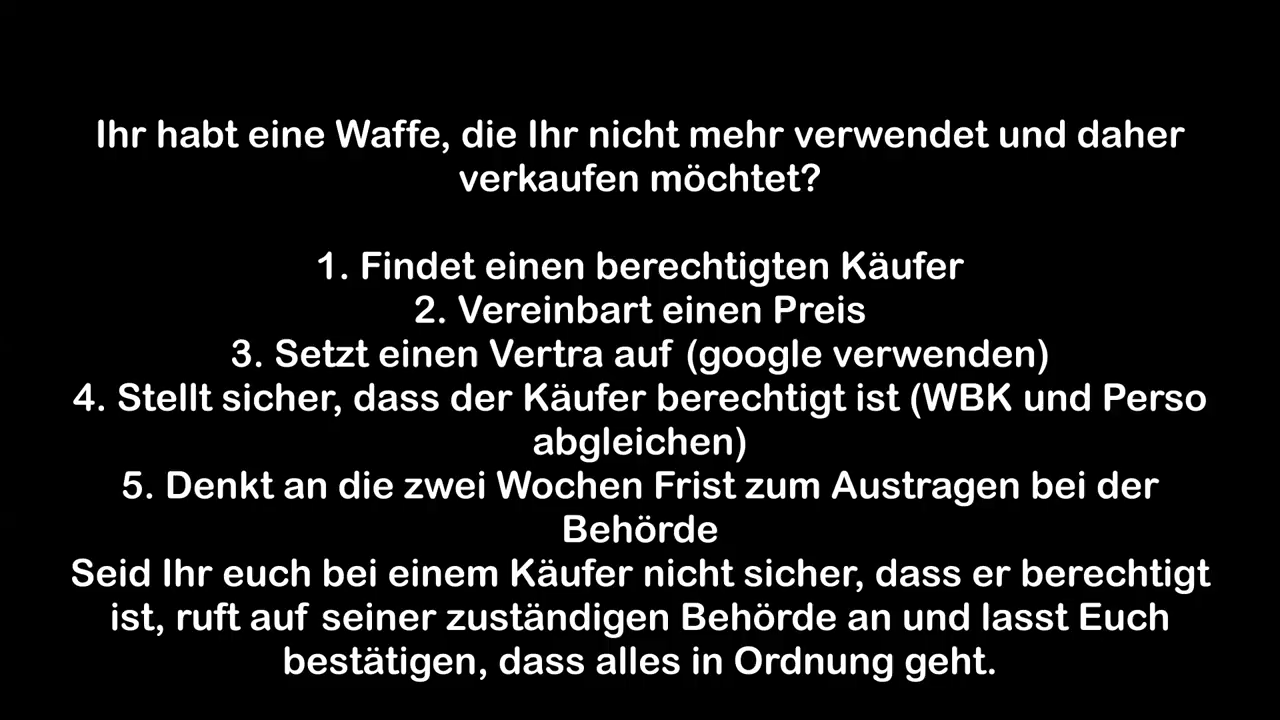 Ihr habt eine Waffe, die Ihr nicht mehr verwendet und daher
verkaufen möchtet?
1. Findet einen berechtigten Käufer
2. Vereinbart einen Preis
3. Setzt einen Vertra auf (google verwenden)
4. Stellt sicher, dass der Käufer berechtigt ist (WBK und Perso
abgleichen)
5. Denkt an die zwei Wochen Frist zum Austragen bei der
Behörde
Seid Ihr euch bei einem Käufer nicht sicher, dass er berechtigt
ist, ruft auf seiner zuständigen Behörde an und lasst Euch
bestätigen, dass alles in Ordnung geht.